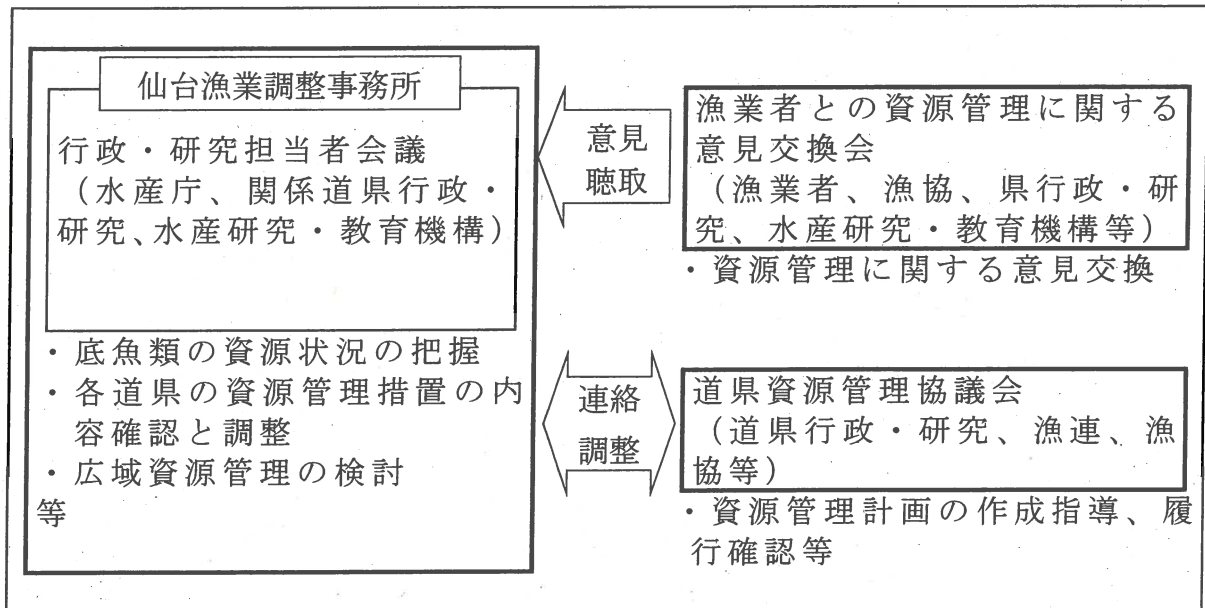 仙台漁業調整事務所
行政・研究担当者会議
(水産庁、関係道県行政・
研究、水産研究・教育機構)
・底魚類の資源状況の把握
・各道県の資源管理措置の内
容確認と調整
・広域資源管理の検討
等
意見
聴取
漁業者との資源管理に関する
意見交換会
(漁業者、漁協、県行政・研
究、水産研究・教育機構等)
・資源管理に関する意見交換
連絡
調整
道県資源管理協議会
(道県行政・研究、漁連、漁
協等)
・資源管理計画の作成指導、履
行確認等